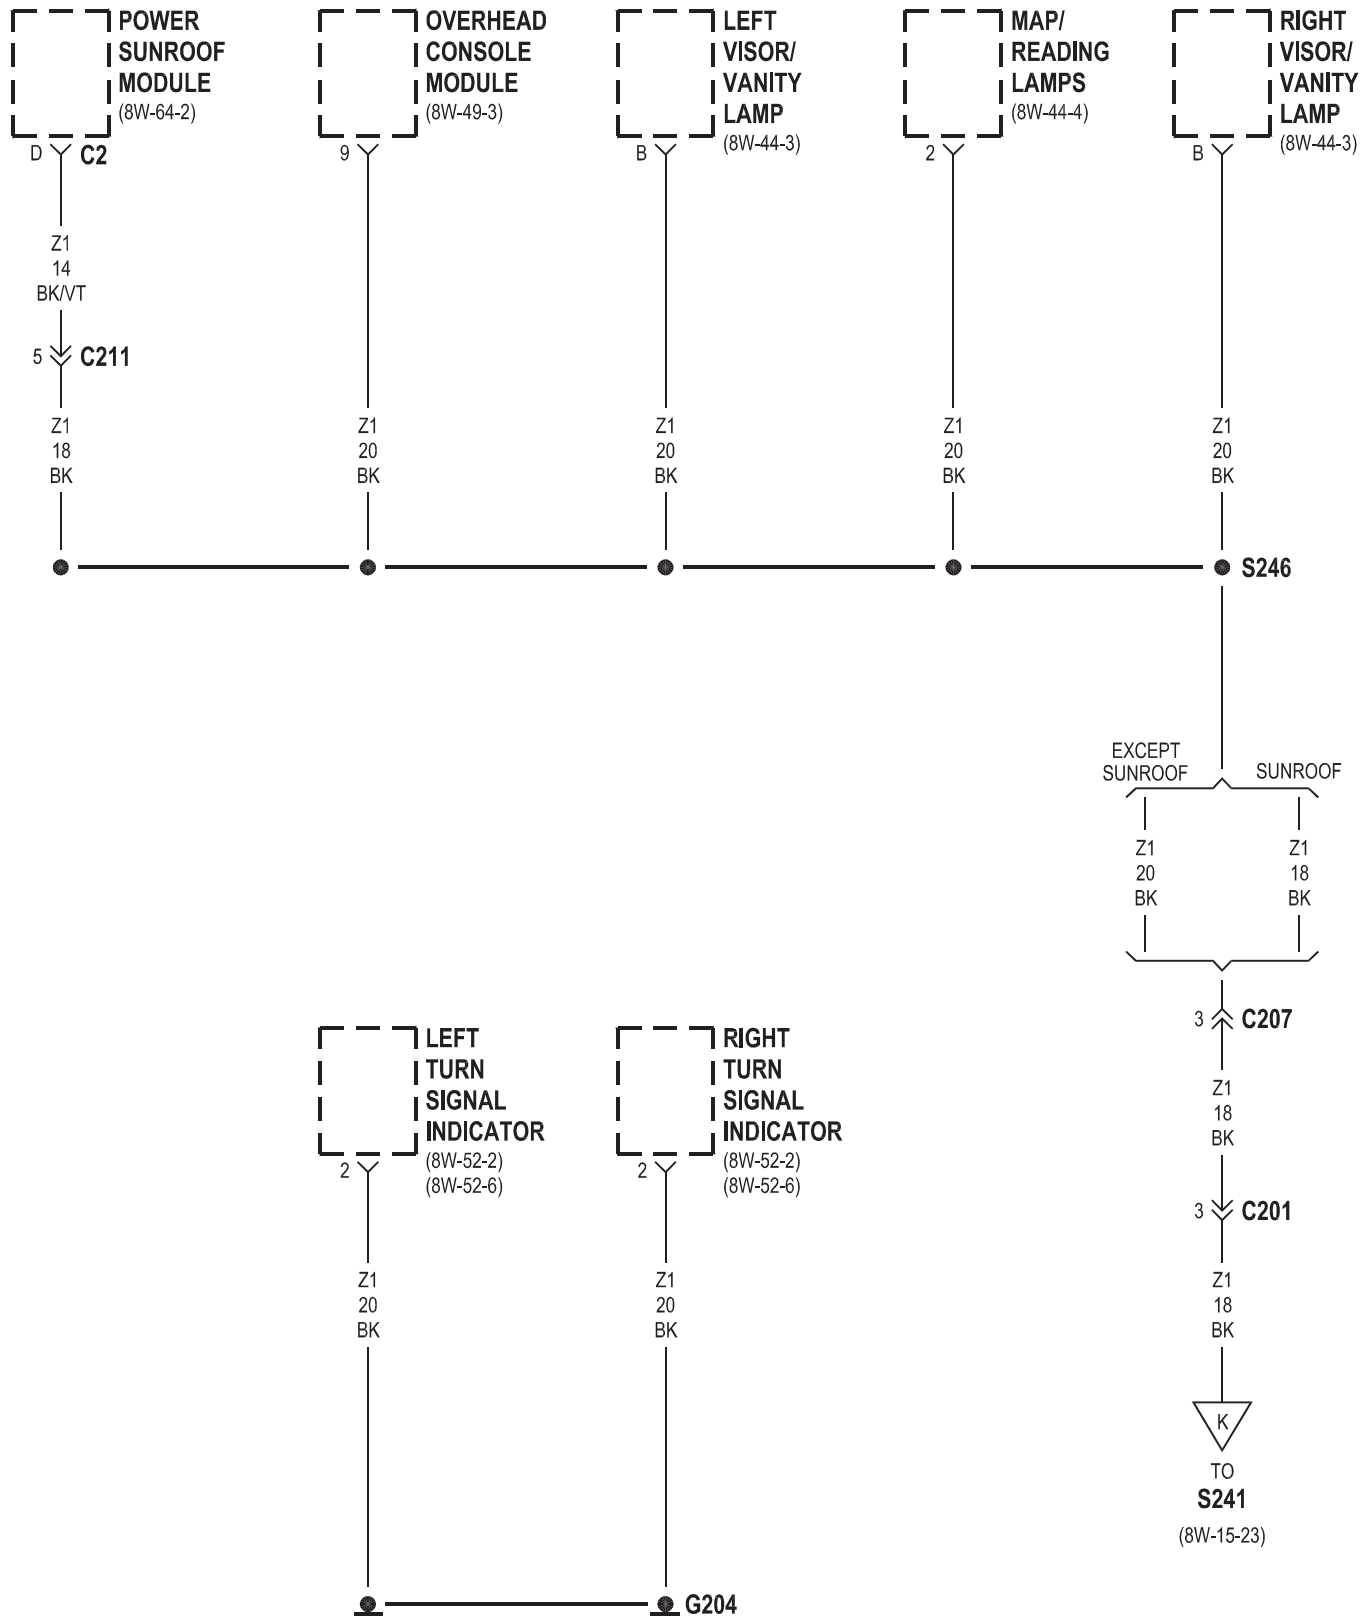 POWER
SUNROOF
MODULE
(8W-64-2)
D
C2
Z1
14
BK/VT
5
C211
Z1
18
BK
OVERHEAD
CONSOLE
MODULE
(8W-49-3)
9
Z1
20
BK
LEFT
VISOR/
VANITY
LAMP
(8W-44-3)
B
Z1
20
BK
MAP/
READING
LAMPS
(8W-44-4)
2
Z1
20
BK
RIGHT
VISOR/
VANITY
LAMP
(8W-44-3)
B
Z1
20
BK
S246
EXCEPT
SUNROOF
SUNROOF
Z1
20
BK
Z1
18
BK
3
C207
Z1
18
BK
3
C201
Z1
18
BK
K
TO
S241
(8W-15-23)
LEFT
TURN
SIGNAL
INDICATOR
(8W-52-2)
(8W-52-6)
2
Z1
20
BK
RIGHT
TURN
SIGNAL
INDICATOR
(8W-52-2)
(8W-52-6)
2
Z1
20
BK
G204